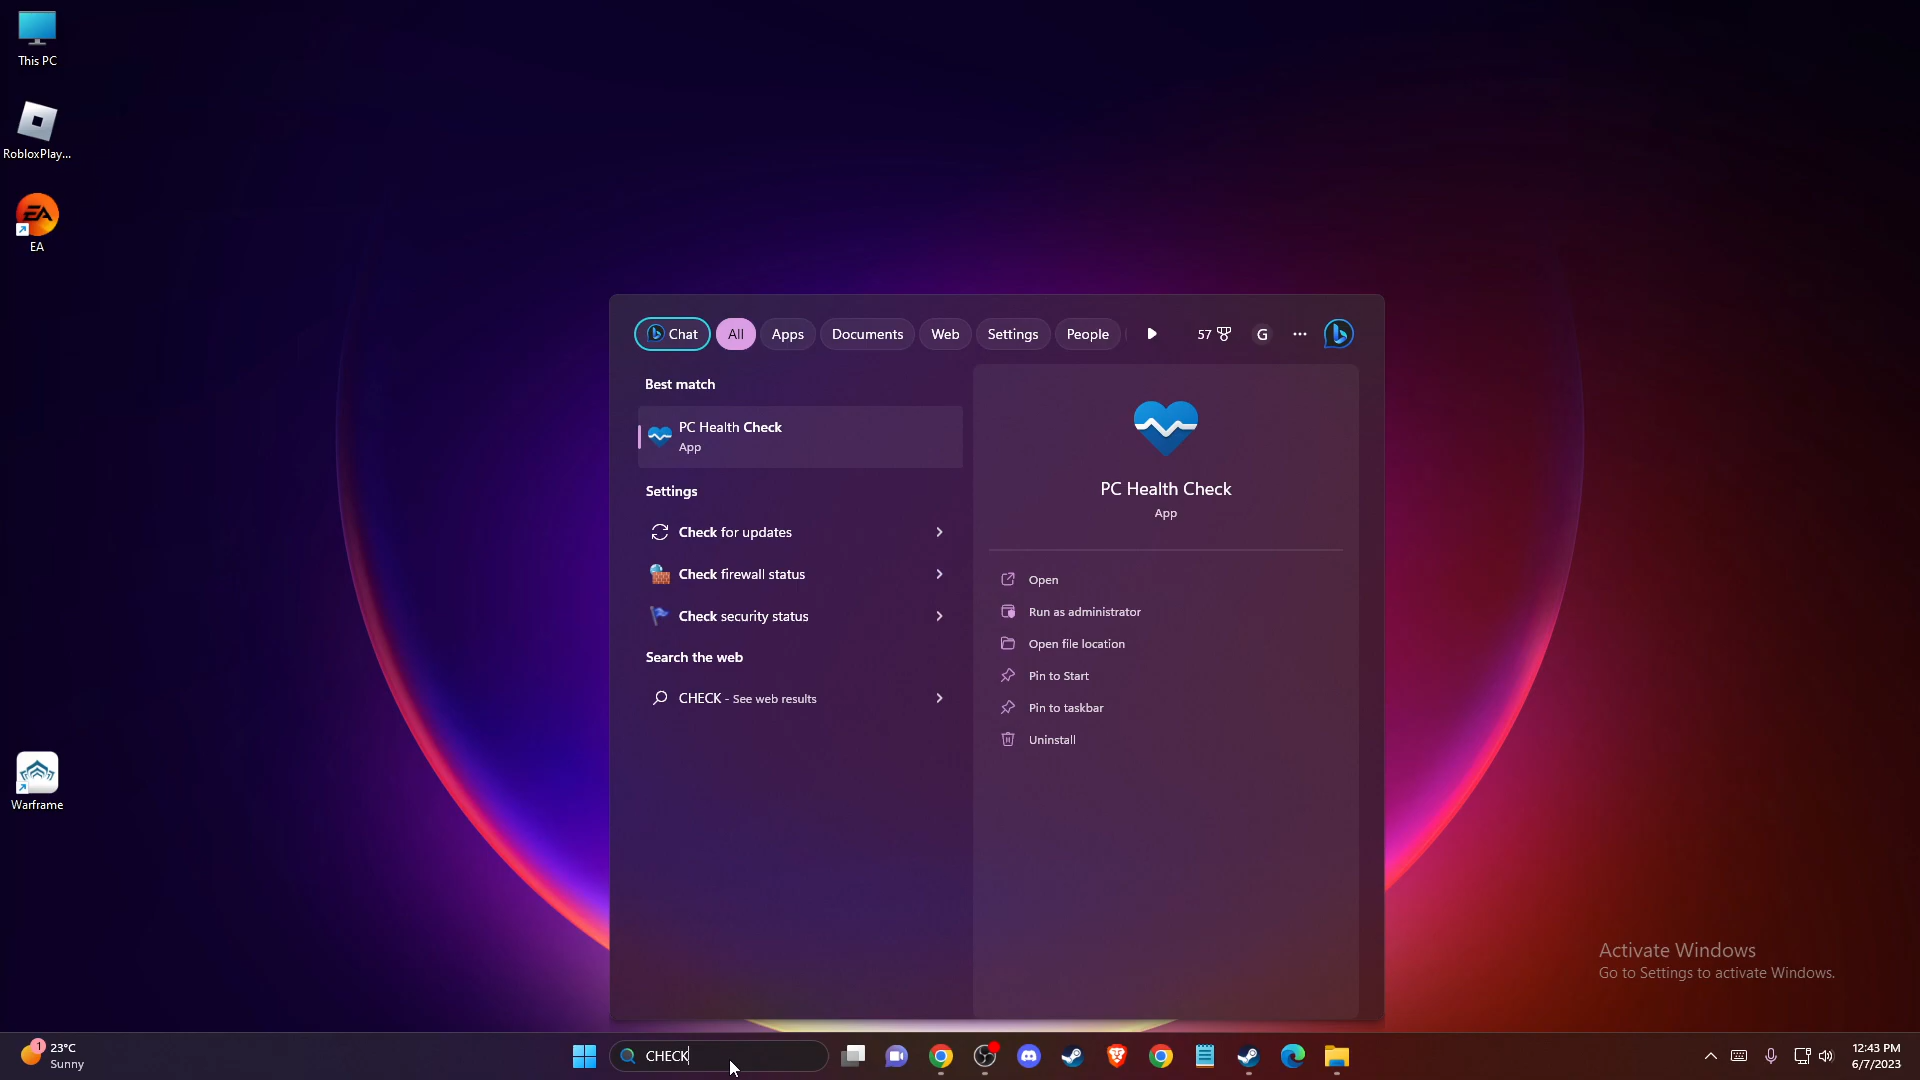 This PC
RobloxPlay...
EA
EA
Warframe
Chat
All
Apps
Documents
Web
Settings
People
57
G
Best match
PC Health Check
App
Settings
Check for updates
Check firewall status
Check security status
Search the web
CHECK - See web results
PC Health Check
App
Open
Run as administrator
Open file location
Pin to Start
Pin to taskbar
Uninstall
Activate Windows
Go to Settings to activate Windows.
1
23°C
Sunny
CHECK
12:43 PM
6/7/2023